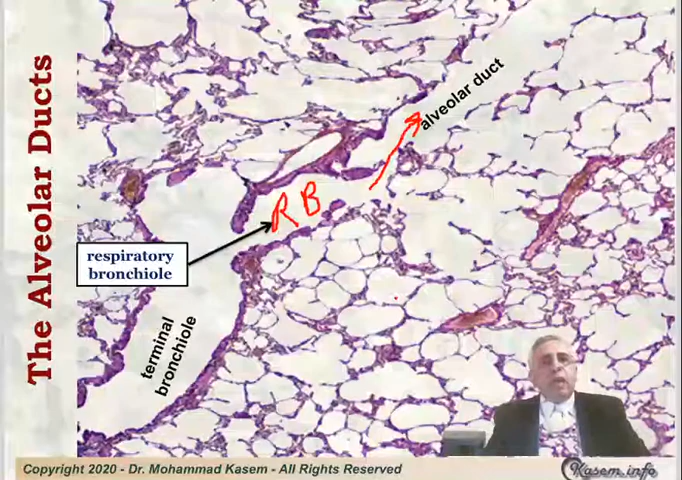 The Alveolar Ducts
alveolar duct
RB
respiratory
bronchiole
terminal
bronchiole
Copyright 2020 - Dr. Mohammad Kasem - All Rights Reserved
Kasem.info